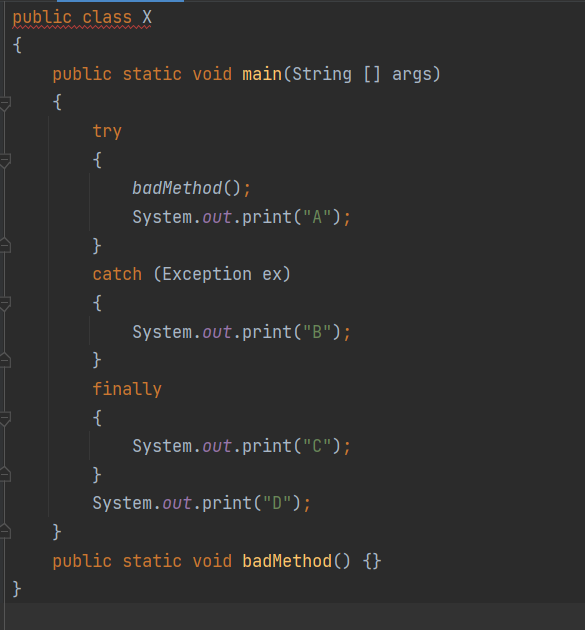 public class X
{
    public static void main(String [] args)
    {
        try
        {
            badMethod();
            System.out.print("A");
        }
        catch (Exception ex)
        {
            System.out.print("B");
        }
        finally
        {
            System.out.print("C");
        }
        System.out.print("D");
    }
    public static void badMethod() {}
}